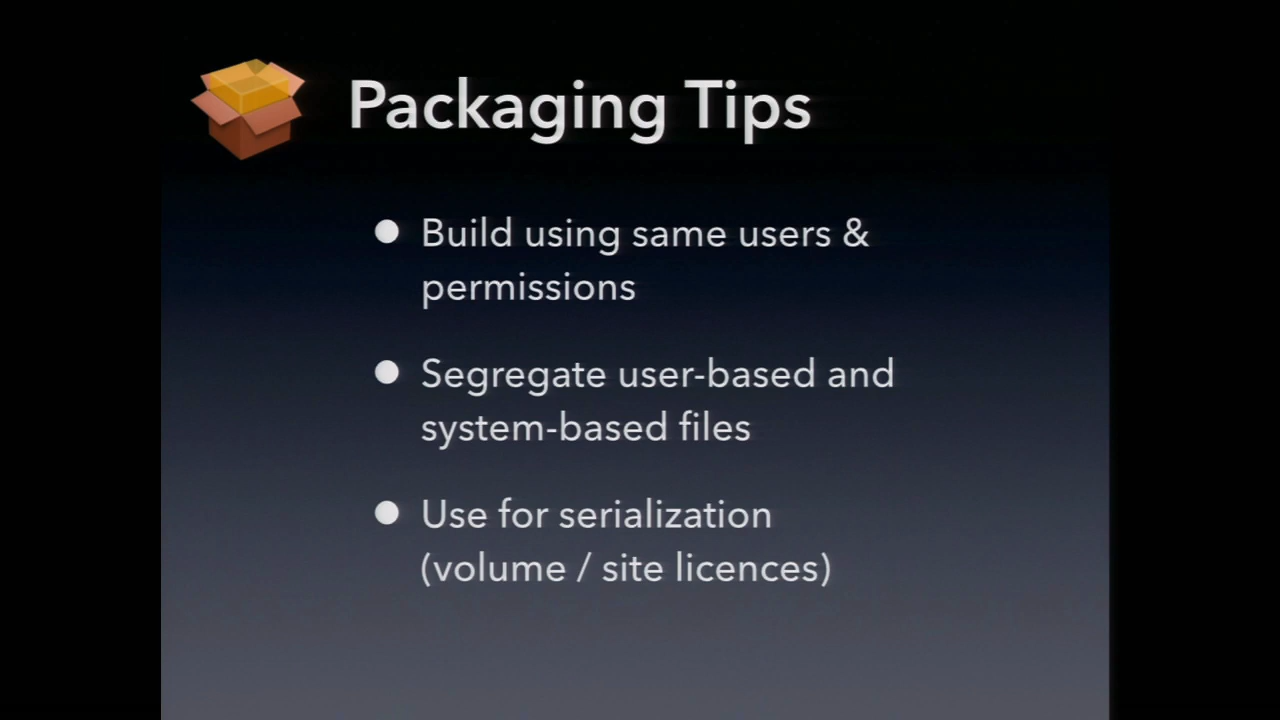 Packaging Tips
• Build using same users &
permissions
• Segregate user-based and
system-based files
• Use for serialization
(volume / site licences)